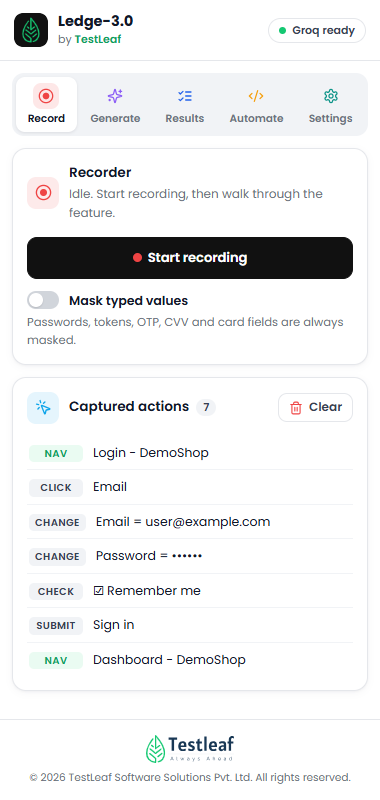 Ledge-3.0
by TestLeaf
Groq ready
Record
Generate
Results
Automate
Settings
Recorder
Idle. Start recording, then walk through the
feature.
Start recording
Mask typed values
Passwords, tokens, OTP, CVV and card fields are always
masked.
Captured actions 7
Clear
NAV Login - DemoShop
CLICK Email
CHANGE Email = user@example.com
CHANGE Password = ••••••
CHECK ☑ Remember me
SUBMIT Sign in
NAV Dashboard - DemoShop
Testleaf
Always Ahead
© 2026 TestLeaf Software Solutions Pvt. Ltd. All rights reserved.